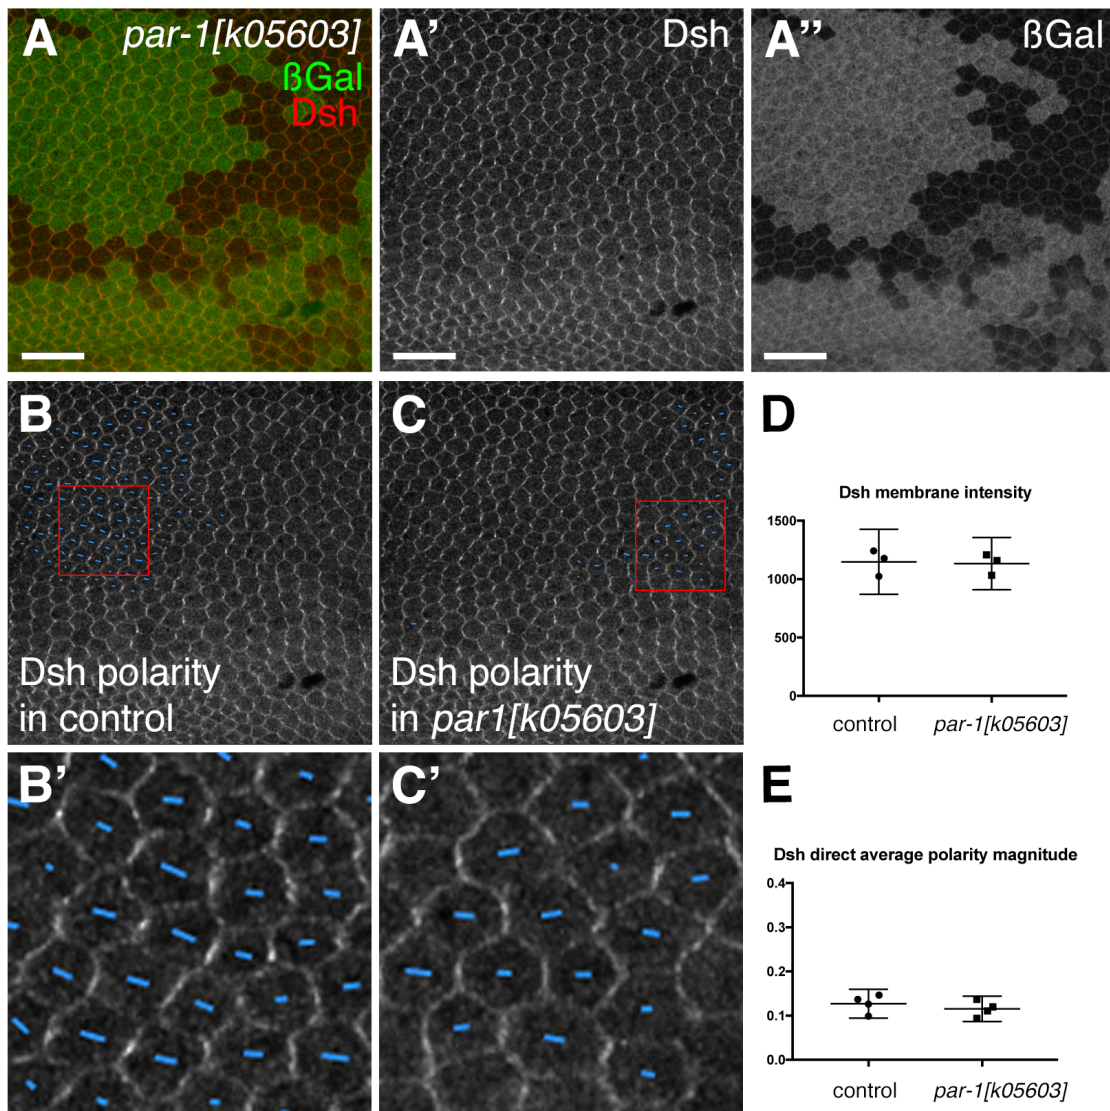 A par-1[k05603]
ßGal
Dsh
A’ Dsh
A’’ ßGal
B
Dsh polarity
in control
C
Dsh polarity
in par1[k05603]
D
Dsh membrane intensity
1500
1000
500
0
control par-1[k05603]
B’
C’
E
Dsh direct average polarity magnitude
0.4
0.3
0.2
0.1
0.0
control par-1[k05603]